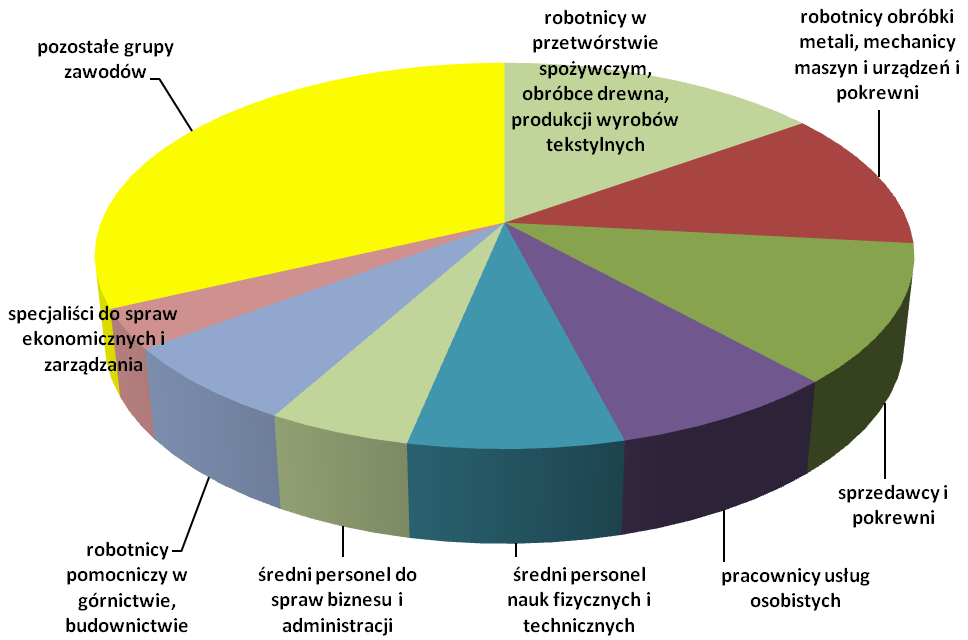 pozostałe grupy
zawodów
robotnicy w
przetwórstwie
spożywczym,
obróbce drewna,
produkcji wyrobów
tekstylnych
robotnicy obróbki
metali, mechanicy
maszyn i urządzeń i
pokrewni
specjaliści do spraw
ekonomicznych i
zarządzania
sprzedawcy i
pokrewni
robotnicy
pomocniczy w
górnictwie,
budownictwie
średni personel do
spraw biznesu i
administracji
średni personel
nauk fizycznych i
technicznych
pracownicy usług
osobistych